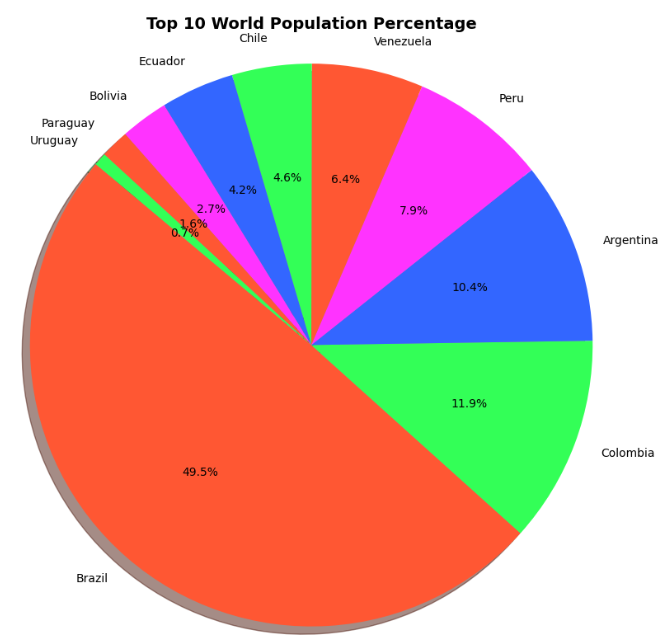 Top 10 World Population Percentage
Chile
Venezuela
Ecuador
Bolivia
Peru
Paraguay
Uruguay
4.6%
6.4%
4.2%
2.7%
7.9%
1.6%
0.7%
Argentina
10.4%
11.9%
Colombia
49.5%
Brazil